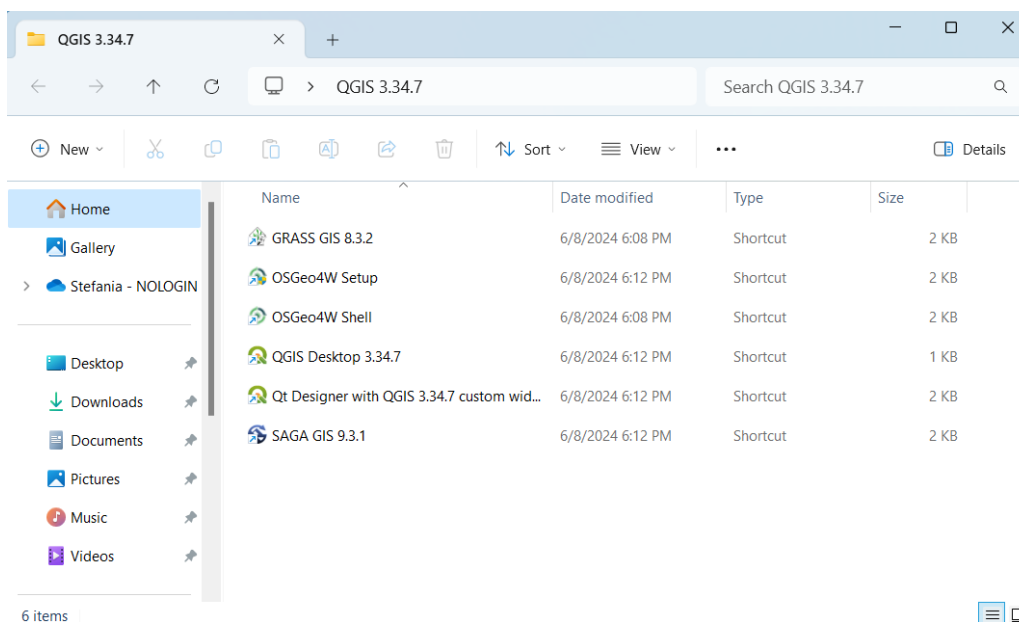 QGIS 3.34.7
QGIS 3.34.7
Search QGIS 3.34.7
New
Sort
View
Details
Name Date modified Type Size
Home
Gallery
Stefania - NOLOGIN
Desktop
Downloads
Documents
Pictures
Music
Videos
GRASS GIS 8.3.2 6/8/2024 6:08 PM Shortcut 2 KB
OSGeo4W Setup 6/8/2024 6:12 PM Shortcut 2 KB
OSGeo4W Shell 6/8/2024 6:08 PM Shortcut 2 KB
QGIS Desktop 3.34.7 6/8/2024 6:12 PM Shortcut 1 KB
Qt Designer with QGIS 3.34.7 custom wid... 6/8/2024 6:12 PM Shortcut 2 KB
SAGA GIS 9.3.1 6/8/2024 6:12 PM Shortcut 2 KB
6 items